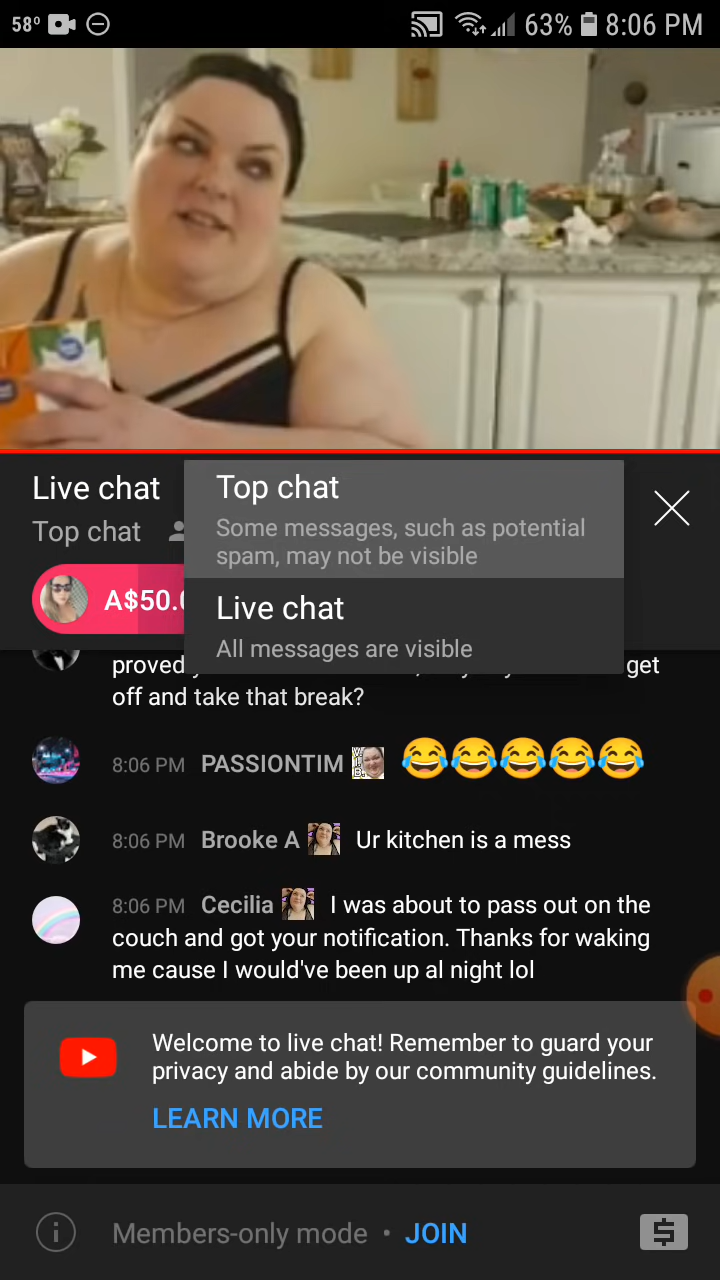 58° 63% 8:06 PM
Live chat
Top chat
Top chat
Some messages, such as potential
spam, may not be visible
Live chat
All messages are visible
A$50.
proved get
off and take that break?
8:06 PM PASSIONTIM 😂😂😂😂😂
8:06 PM Brooke A Ur kitchen is a mess
8:06 PM Cecilia I was about to pass out on the
couch and got your notification. Thanks for waking
me cause I would've been up al night lol
Welcome to live chat! Remember to guard your
privacy and abide by our community guidelines.
LEARN MORE
Members-only mode • JOIN